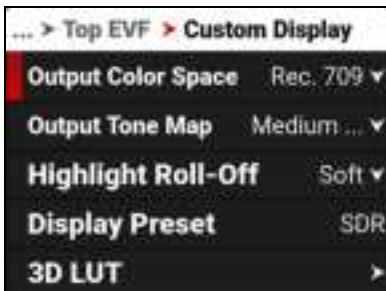 ... > Top EVF > Custom Display
Output Color Space Rec. 709
Output Tone Map Medium ...
Highlight Roll-Off Soft
Display Preset SDR
3D LUT